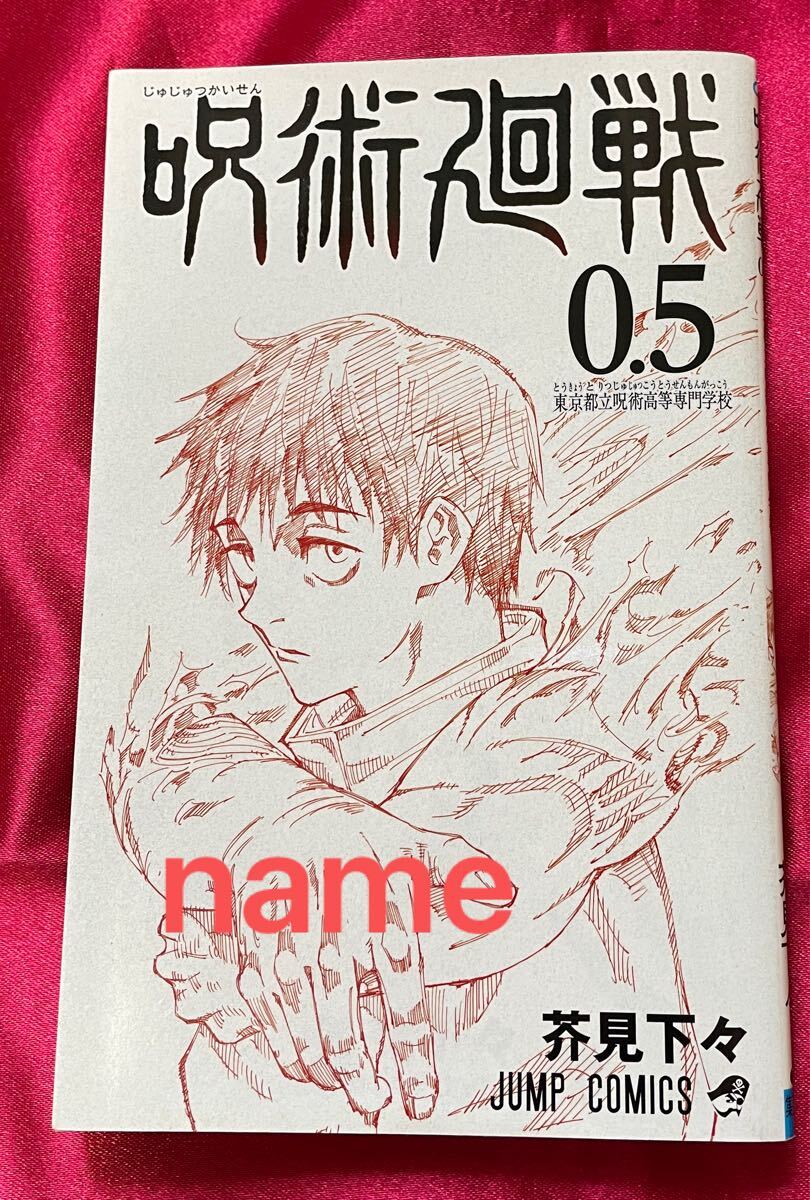 じゅじゅつかいせん
呪術廻戦
0.5
とうきょうとりつじゅじゅつこうとうせんもんがっこう
東京都立呪術高等専門学校
name
芥見下々
JUMP COMICS